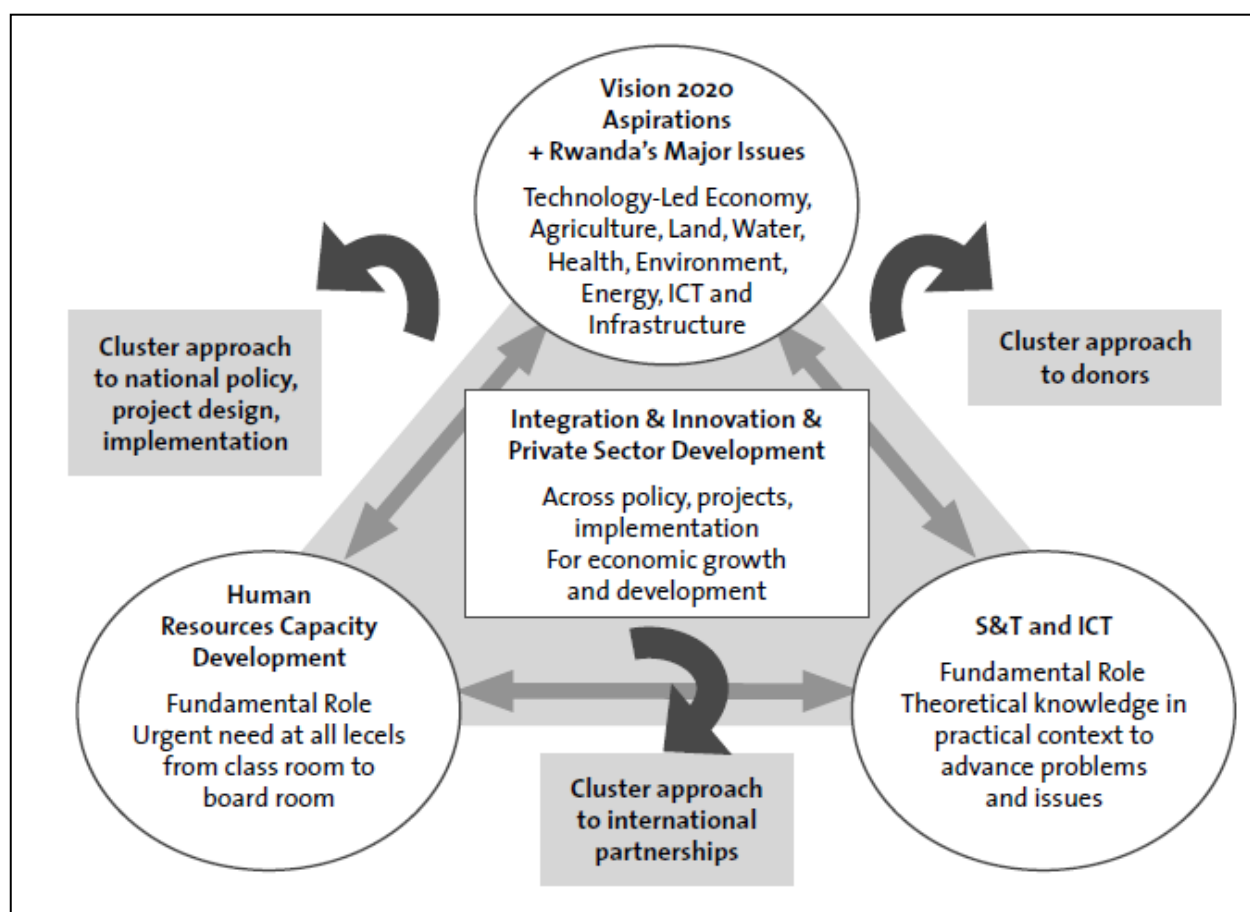 Vision 2020
Aspirations
+ Rwanda's Major Issues
Technology-Led Economy,
Agriculture, Land, Water,
Health, Environment,
Energy, ICT and
Infrastructure
Cluster approach
to national policy,
project design,
implementation
Cluster approach
to donors
Integration & Innovation &
Private Sector Development
Across policy, projects,
implementation
For economic growth
and development
Human
Resources Capacity
Development
Fundamental Role
Urgent need at all lecels
from class room to
board room
S&T and ICT
Fundamental Role
Theoretical knowledge in
practical context to
advance problems
and issues
Cluster approach
to international
partnerships